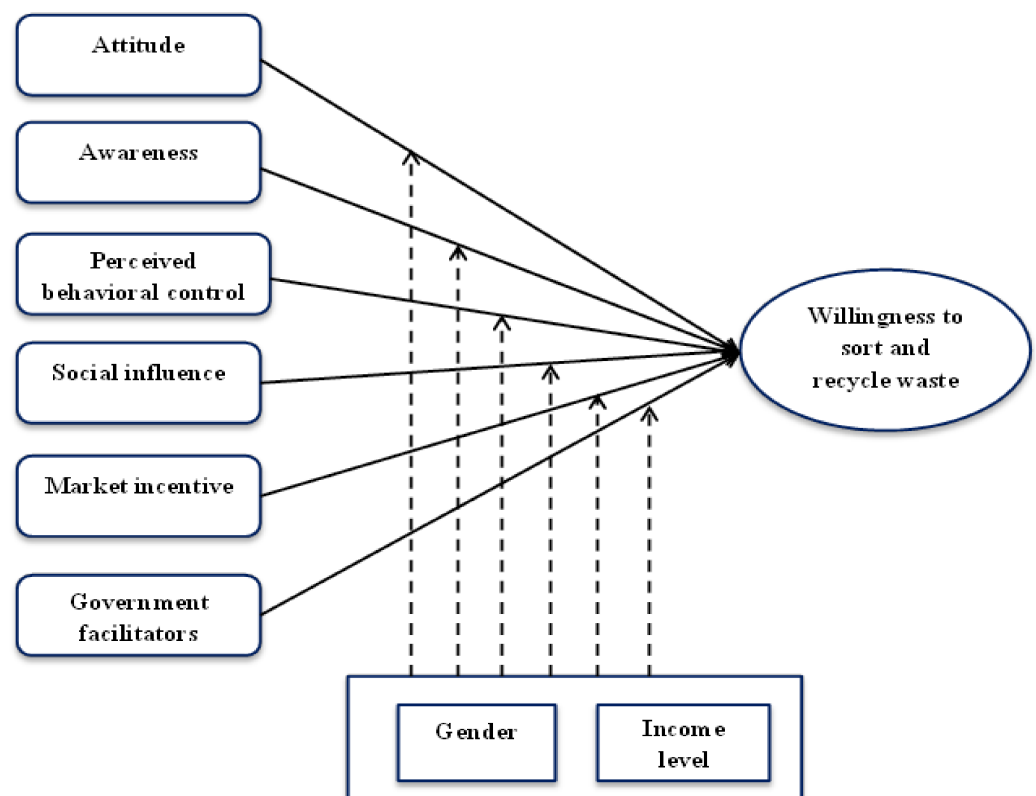 Attitude
Awareness
Perceived
behavioral control
Social influence
Market incentive
Government
facilitators
Willingness to
sort and
recycle waste
Gender
Income
level